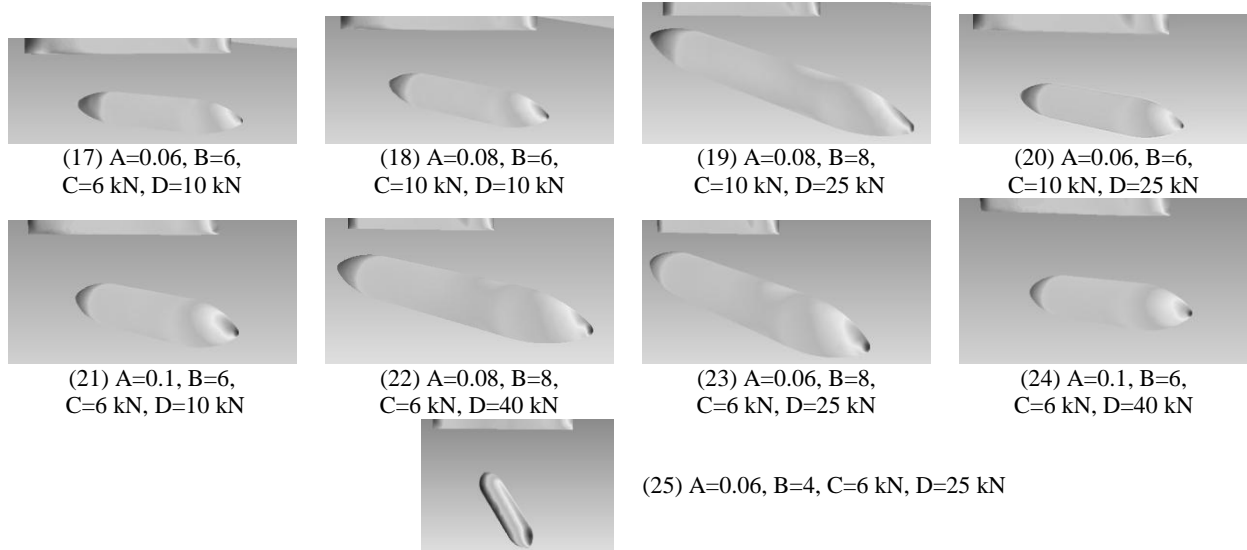 (17) A=0.06, B=6,
C=6 kN, D=10 kN
(18) A=0.08, B=6,
C=10 kN, D=10 kN
(19) A=0.08, B=8,
C=10 kN, D=25 kN
(20) A=0.06, B=6,
C=10 kN, D=25 kN
(21) A=0.1, B=6,
C=6 kN, D=10 kN
(22) A=0.08, B=8,
C=6 kN, D=40 kN
(23) A=0.06, B=8,
C=6 kN, D=25 kN
(24) A=0.1, B=6,
C=6 kN, D=40 kN
(25) A=0.06, B=4, C=6 kN, D=25 kN